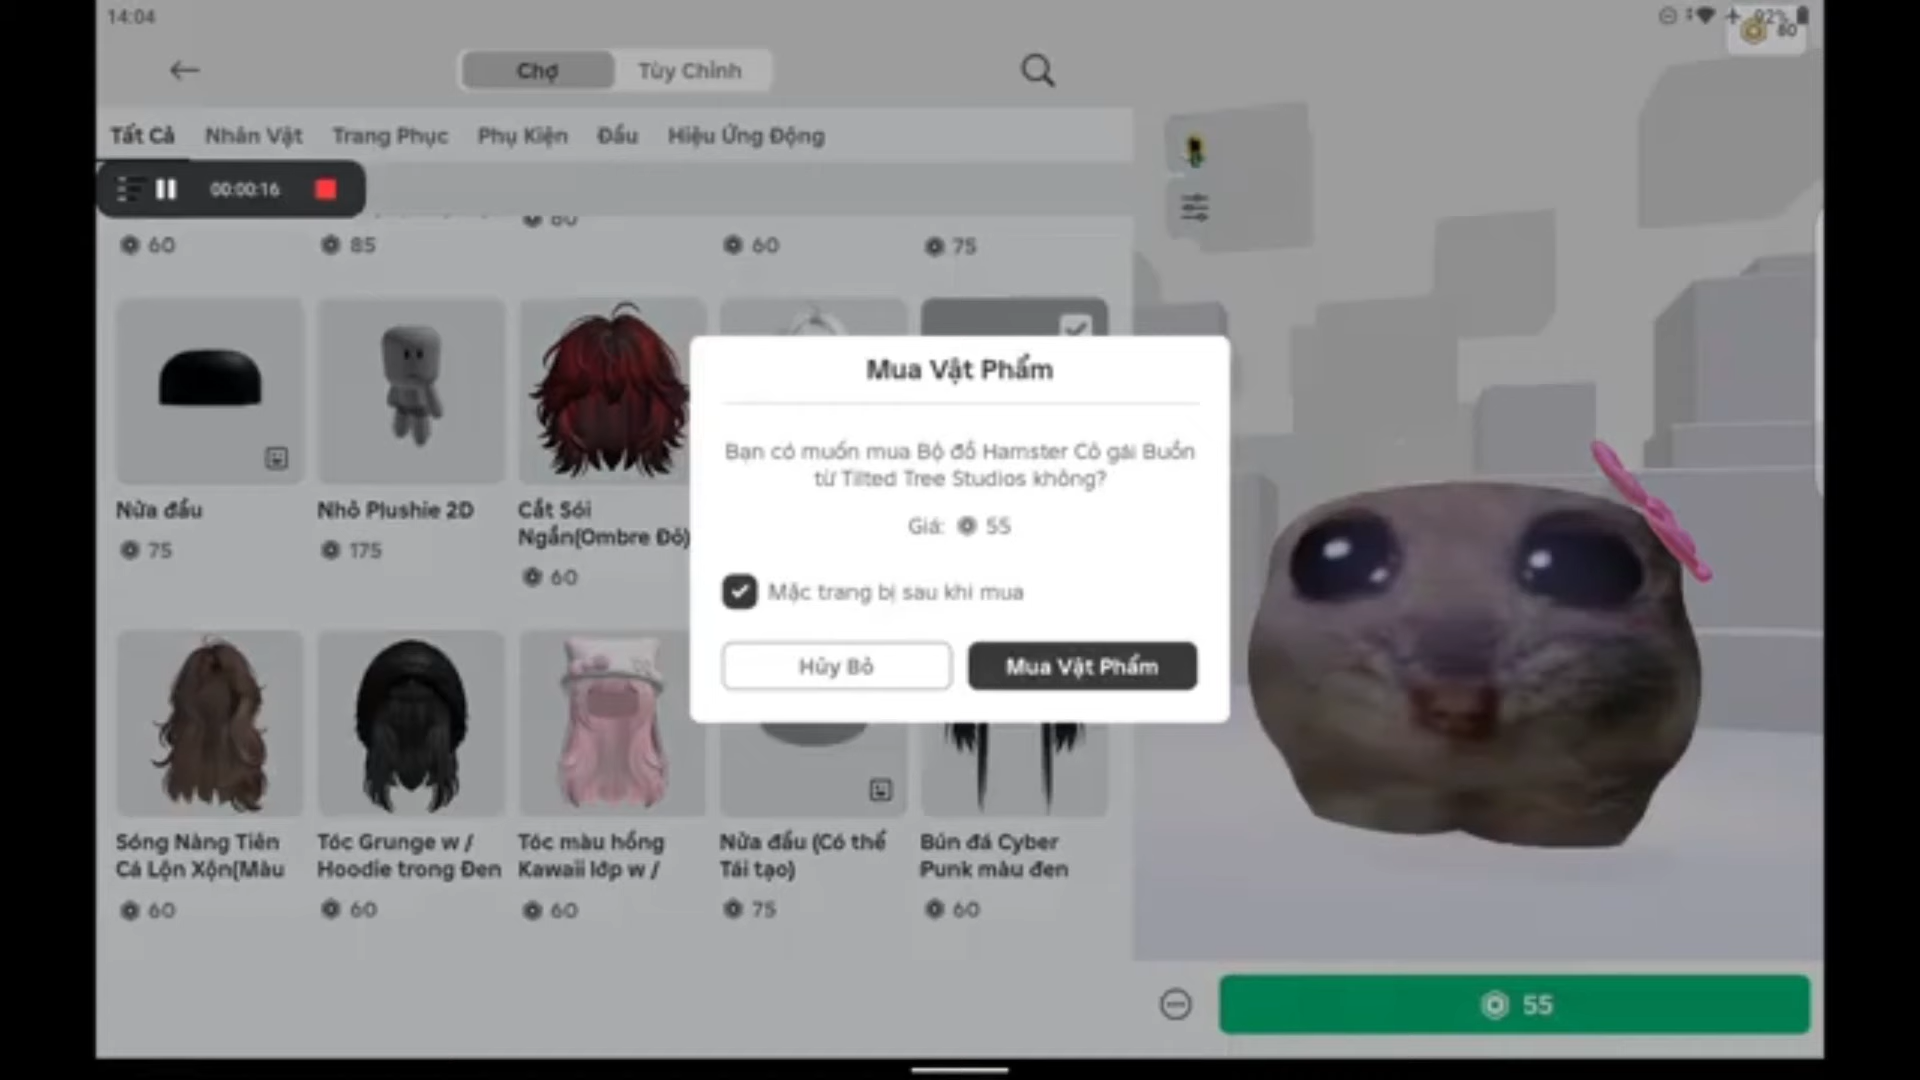 14:04
92%
80
Chợ
Tùy Chỉnh
Tất Cả
Nhân Vật
Trang Phục
Phụ Kiện
Đầu
Hiệu Ứng Động
00:00:16
60
85
60
60
75
Nửa đầu
75
Nhỏ Plushie 2D
175
Cắt Sói
Ngắn(Ombre Đỏ)
60
Mua Vật Phẩm
Bạn có muốn mua Bộ đồ Hamster Cô gái Buồn
từ Tilted Tree Studios không?
Giá: 55
Mặc trang bị sau khi mua
Hủy Bỏ
Mua Vật Phẩm
Sóng Nàng Tiên
Cá Lộn Xộn(Màu
60
Tóc Grunge w /
Hoodie trong Đen
60
Tóc màu hồng
Kawaii lớp w /
60
Nửa đầu (Có thể
Tái tạo)
75
Bún đá Cyber
Punk màu đen
60
55